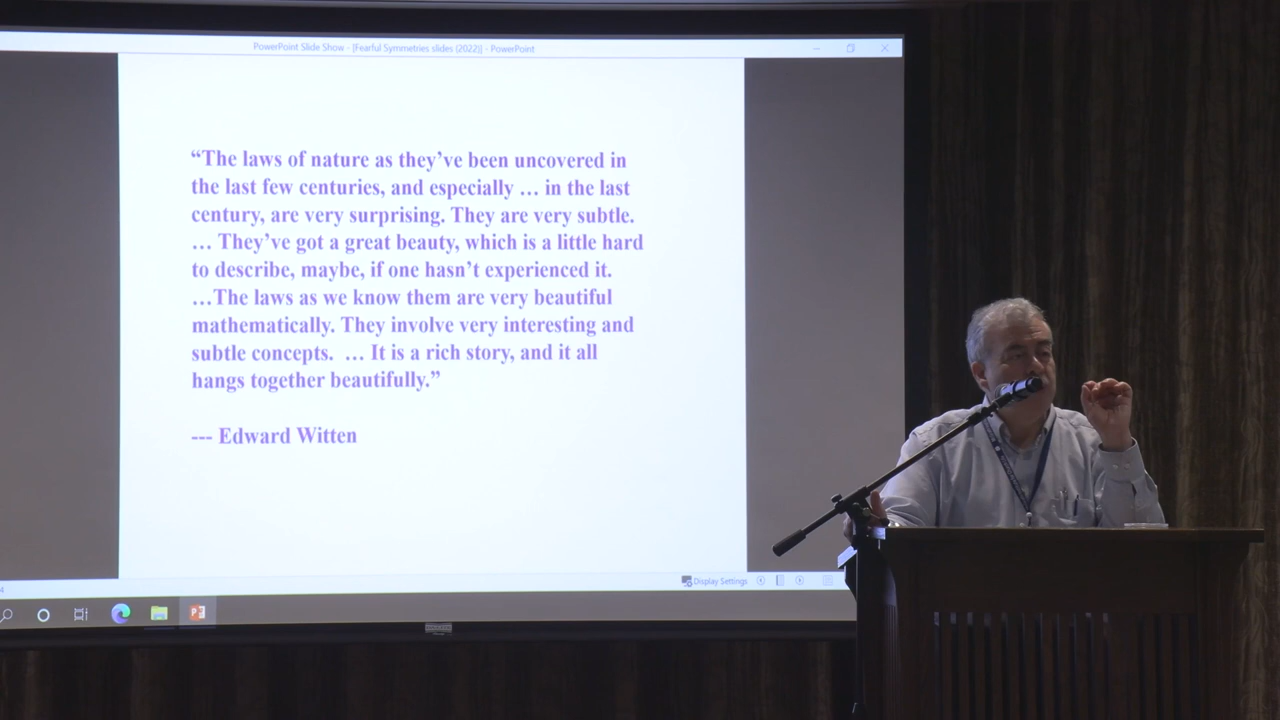 PowerPoint Slide Show - [Fearful Symmetries slides (2022)] - PowerPoint
“The laws of nature as they’ve been uncovered in
the last few centuries, and especially … in the last
century, are very surprising. They are very subtle.
… They’ve got a great beauty, which is a little hard
to describe, maybe, if one hasn’t experienced it.
…The laws as we know them are very beautiful
mathematically. They involve very interesting and
subtle concepts.  … It is a rich story, and it all
hangs together beautifully.”
--- Edward Witten
Display Settings